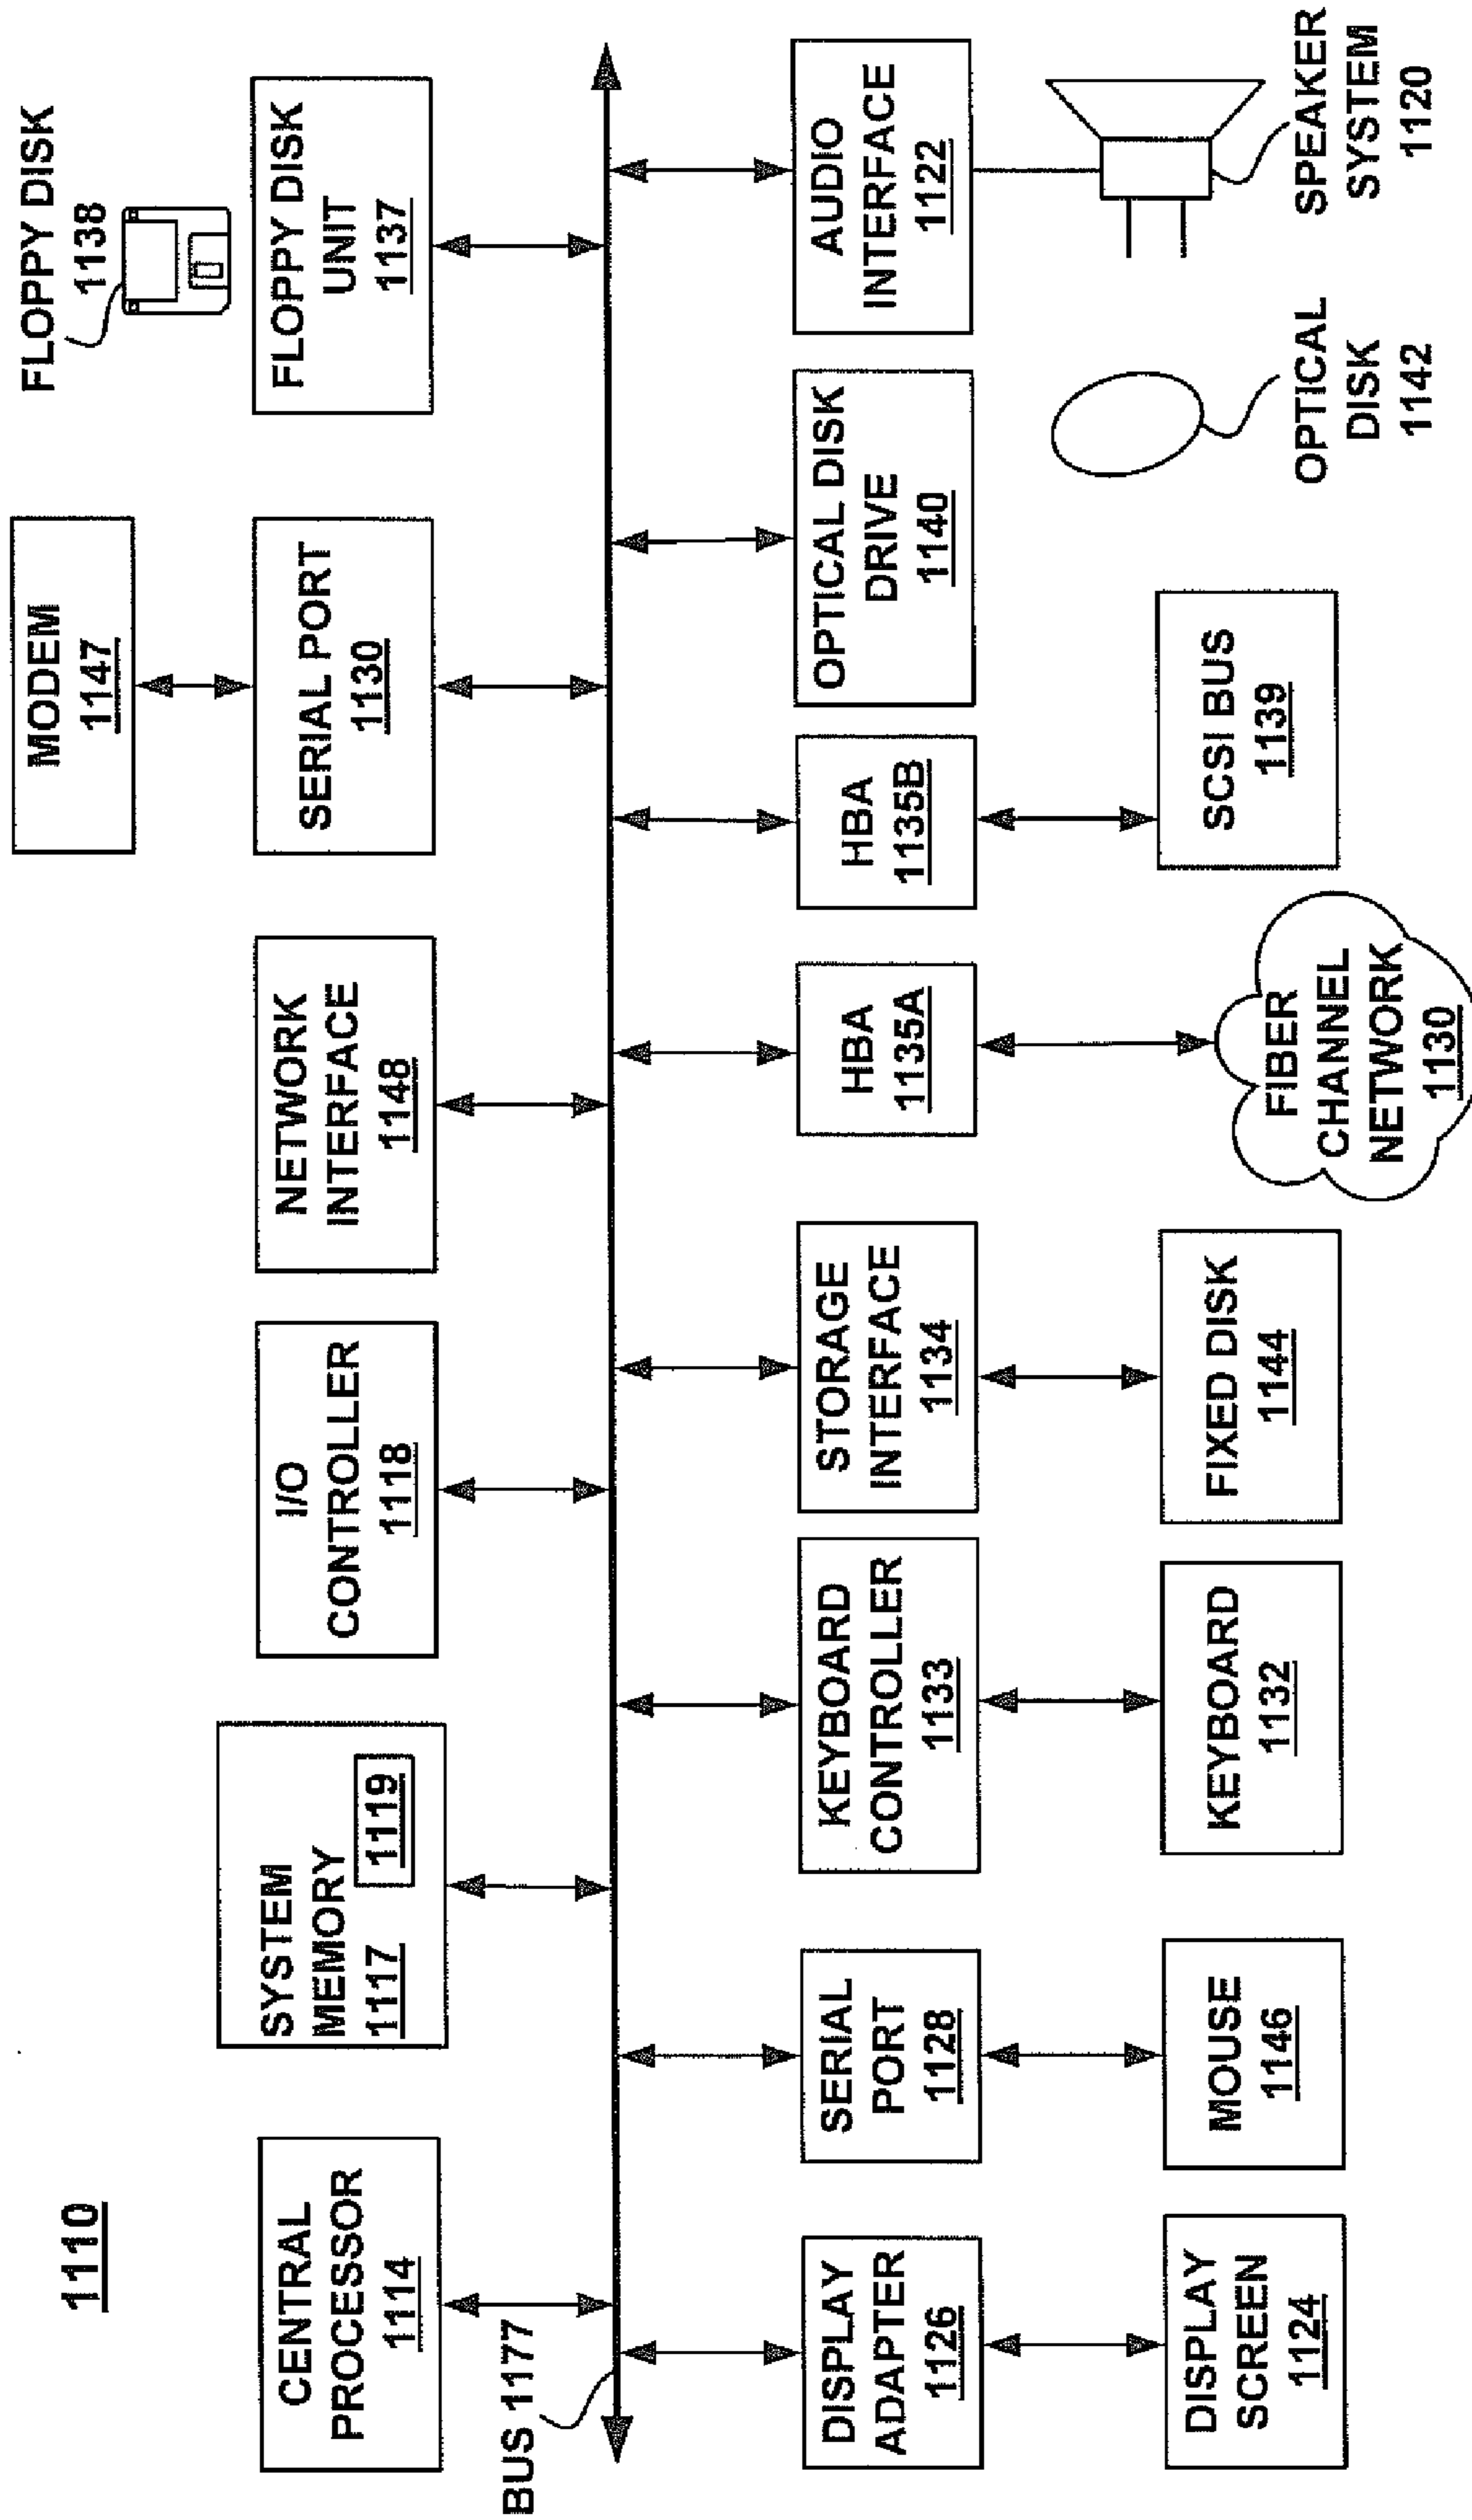 1110
MODEM
1147
FLOPPY DISK
1138
CENTRAL
PROCESSOR
1114
SYSTEM
MEMORY
1117
1119
I/O
CONTROLLER
1118
NETWORK
INTERFACE
1148
SERIAL PORT
1130
FLOPPY DISK
UNIT
1137
BUS 1177
DISPLAY
ADAPTER
1126
SERIAL
PORT
1128
KEYBOARD
CONTROLLER
1133
STORAGE
INTERFACE
1134
HBA
1135A
HBA
1135B
OPTICAL DISK
DRIVE
1140
AUDIO
INTERFACE
1122
DISPLAY
SCREEN
1124
MOUSE
1146
KEYBOARD
1132
FIXED DISK
1144
FIBER
CHANNEL
NETWORK
1130
SCSI BUS
1139
OPTICAL
DISK
1142
SPEAKER
SYSTEM
1120